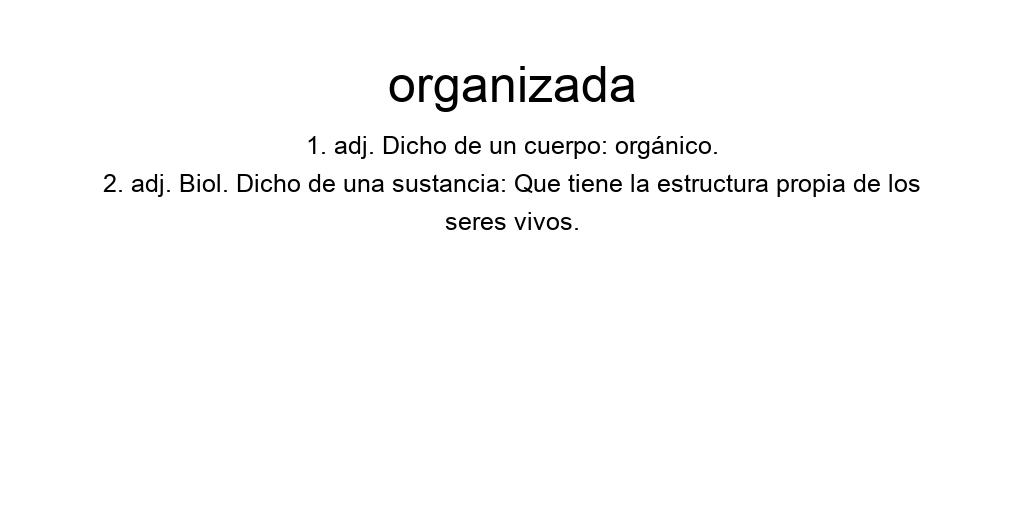 organizada
1. adj. Dicho de un cuerpo: orgánico.
2. adj. Biol. Dicho de una sustancia: Que tiene la estructura propia de los
seres vivos.